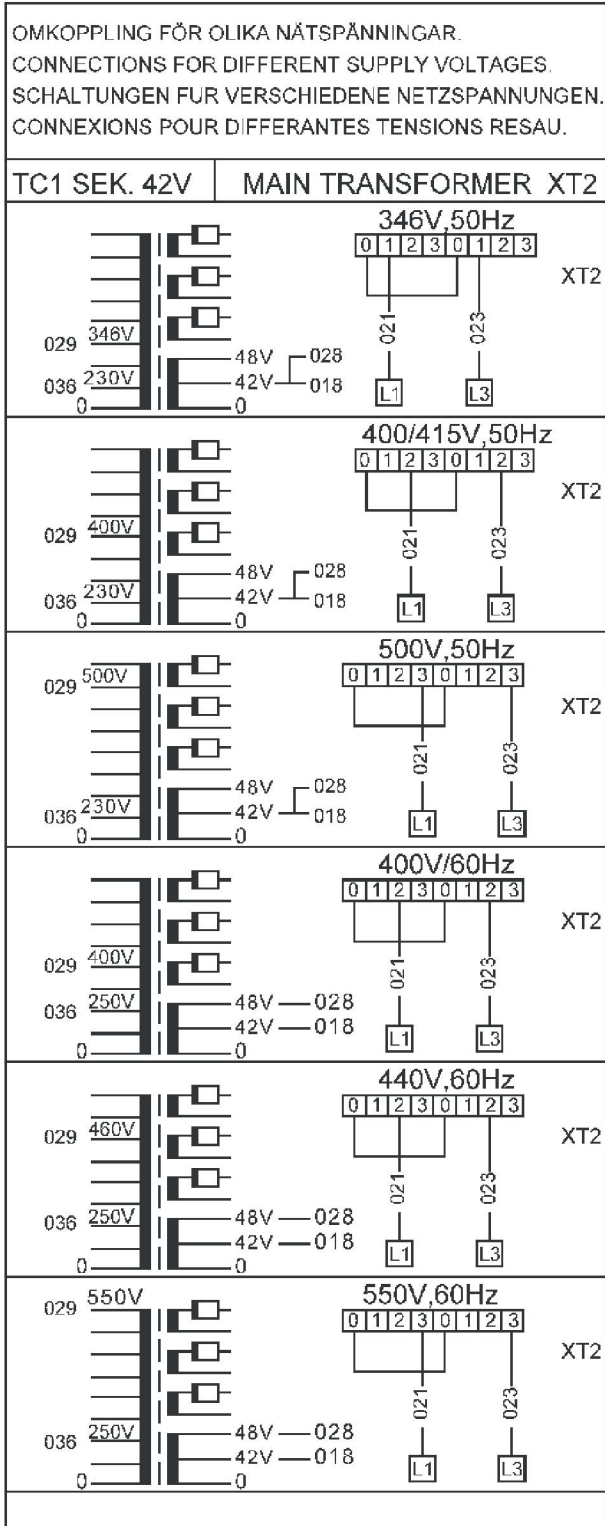 OMKOPPLING FÖR OLIKA NÄTSPÄNNINGAR.
CONNECTIONS FOR DIFFERENT SUPPLY VOLTAGES.
SCHALTUNGEN FUR VERSCHIEDENE NETZSPANNUNGEN.
CONNEXIONS POUR DIFFERANTES TENSIONS RESAU.
TC1 SEK. 42V MAIN TRANSFORMER XT2
346V,50Hz
0 1 2 3 0 1 2 3
XT2
021 023
029 346V
48V 028
036 230V 42V 018 L1 L3
0 0
400/415V,50Hz
0 1 2 3 0 1 2 3
XT2
029 400V 021 023
48V 028
036 230V 42V 018 L1 L3
0 0
500V,50Hz
0 1 2 3 0 1 2 3
029 500V XT2
021 023
48V 028
036 230V 42V 018 L1 L3
0 0
400V/60Hz
0 1 2 3 0 1 2 3
XT2
029 400V 021 023
036 250V 48V 028
42V 018 L1 L3
0 0
440V,60Hz
0 1 2 3 0 1 2 3
029 460V XT2
021 023
036 250V 48V 028
42V 018 L1 L3
0 0
029 550V 550V,60Hz
0 1 2 3 0 1 2 3
XT2
021 023
036 250V 48V 028
42V 018 L1 L3
0 0